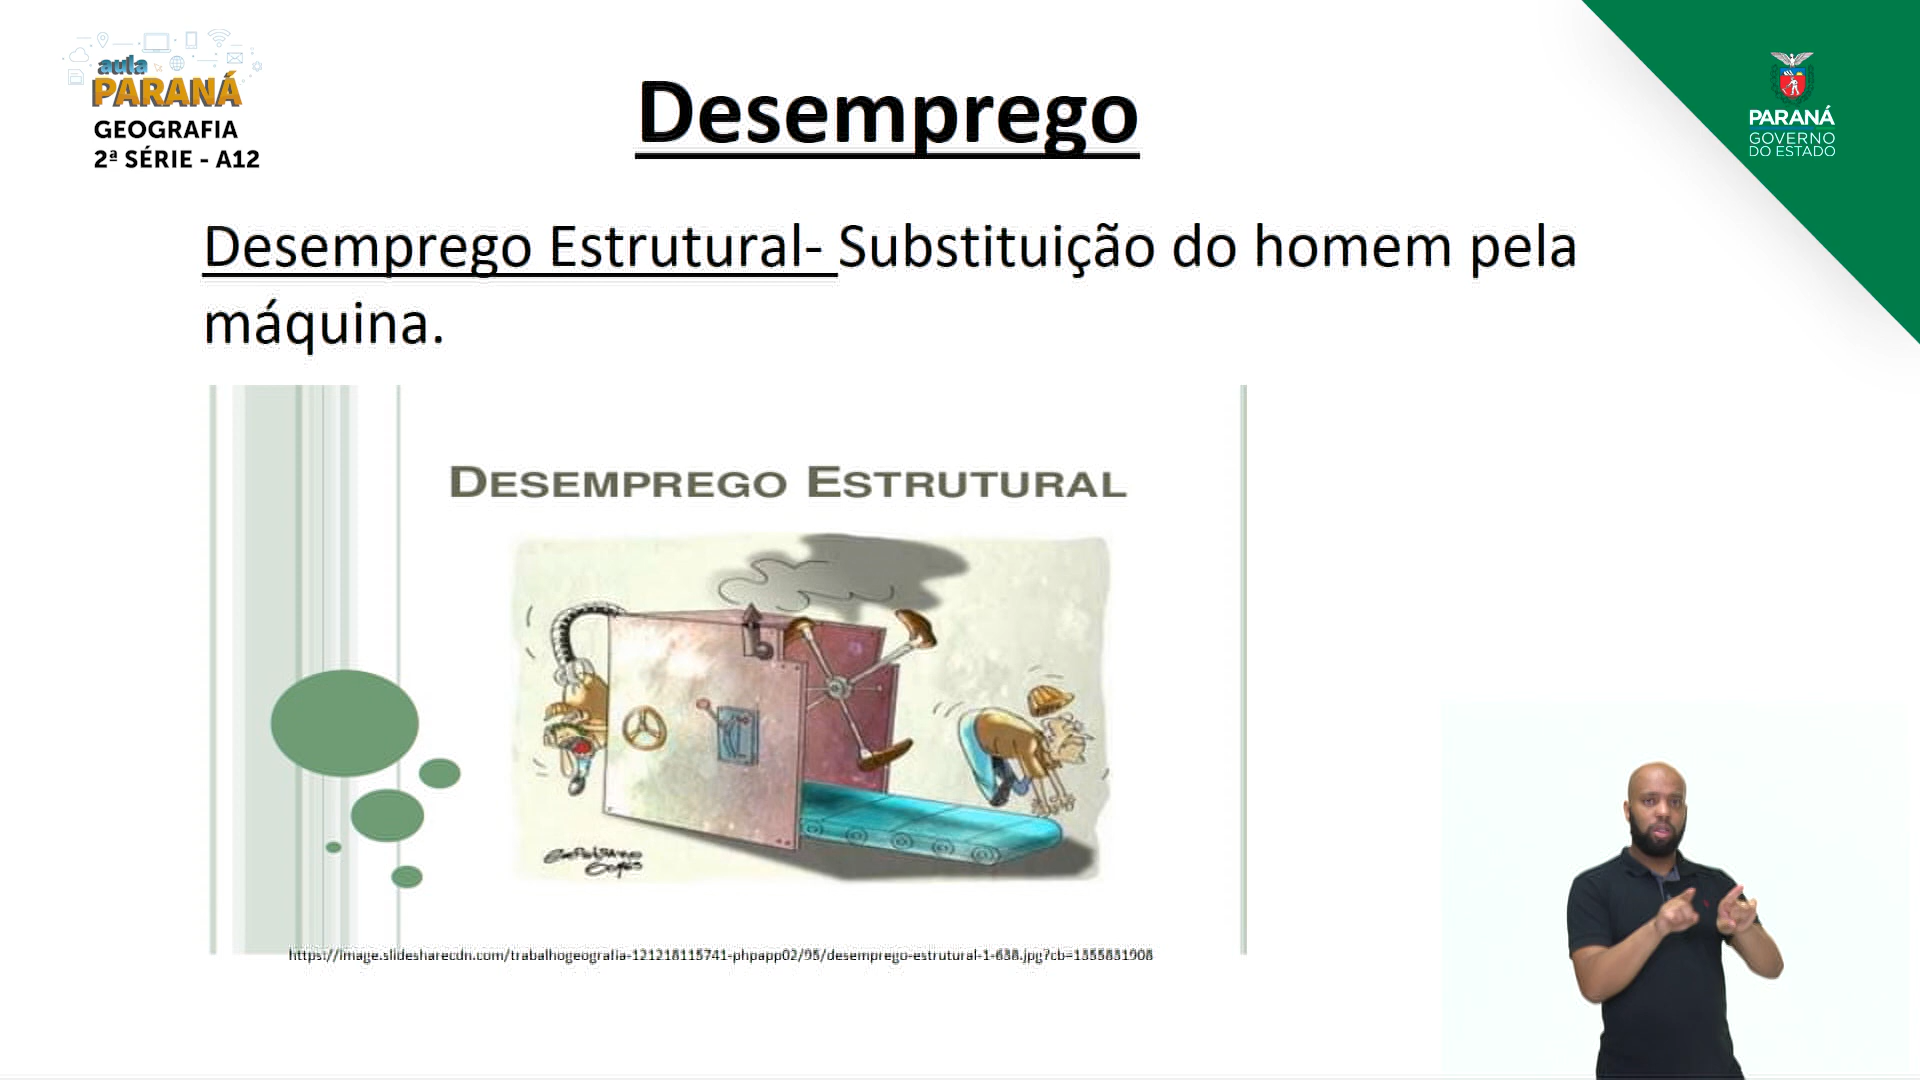 aula
PARANÁ
GEOGRAFIA
2ª SÉRIE - A12
Desemprego
PARANÁ
GOVERNO
DO ESTADO
Desemprego Estrutural- Substituição do homem pela
máquina.
DESEMPREGO ESTRUTURAL
https://image.slidesharecdn.com/trabalhogeografia-121218115741-phpapp02/95/desemprego-estrutural-1-638.jpg?cb=1355831908